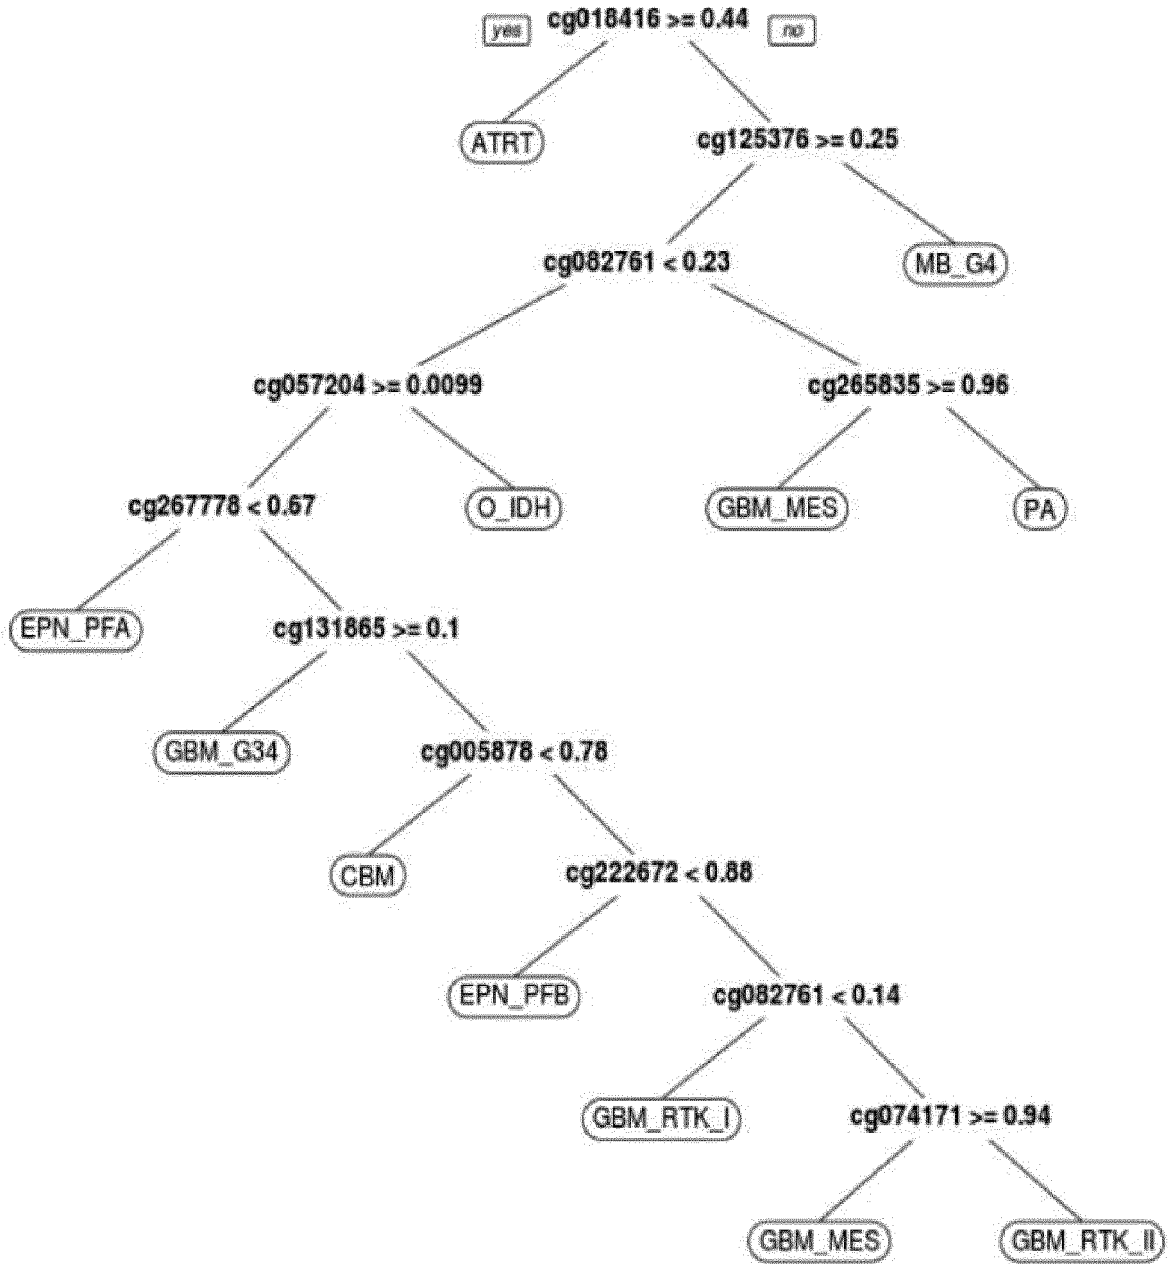 yes cg018416 >= 0.44 no
ATRT cg125376 >= 0.25
cg082761 < 0.23 MB_G4
cg057204 >= 0.0099 cg265835 >= 0.96
cg267778 < 0.67 O_IDH GBM_MES PA
EPN_PFA cg131865 >= 0.1
GBM_G34 cg005878 < 0.78
CBM cg222672 < 0.88
EPN_PFB cg082761 < 0.14
GBM_RTK_I cg074171 >= 0.94
GBM_MES GBM_RTK_II